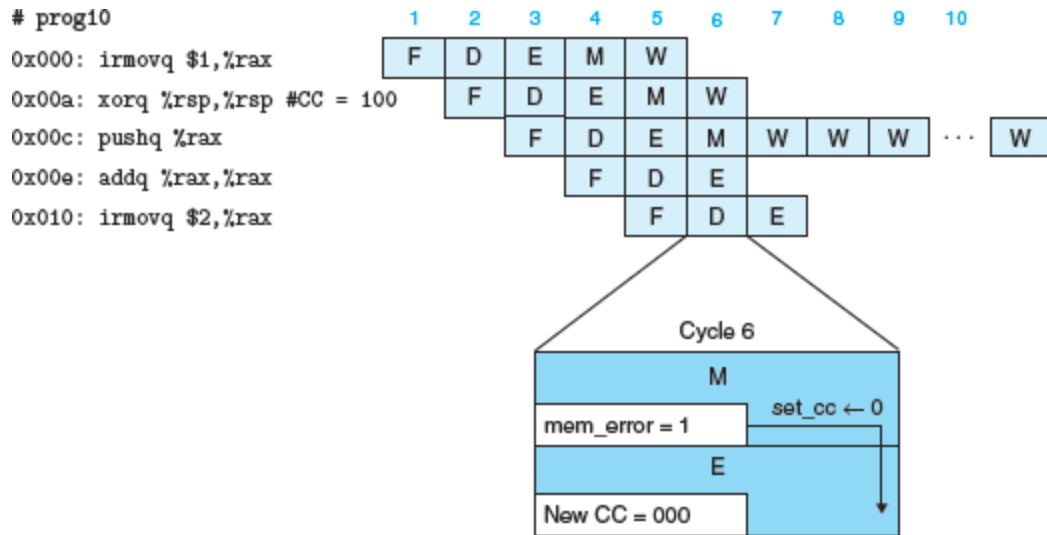 # prog10 1 2 3 4 5 6 7 8 9 10
0x000: irmovq $1,%rax F D E M W
0x00a: xorq %rsp,%rsp #CC = 100 F D E M W
0x00c: pushq %rax F D E M W W W ··· W
0x00e: addq %rax,%rax F D E
0x010: irmovq $2,%rax F D E
Cycle 6
M
set_cc ← 0
mem_error = 1
E
New CC = 000